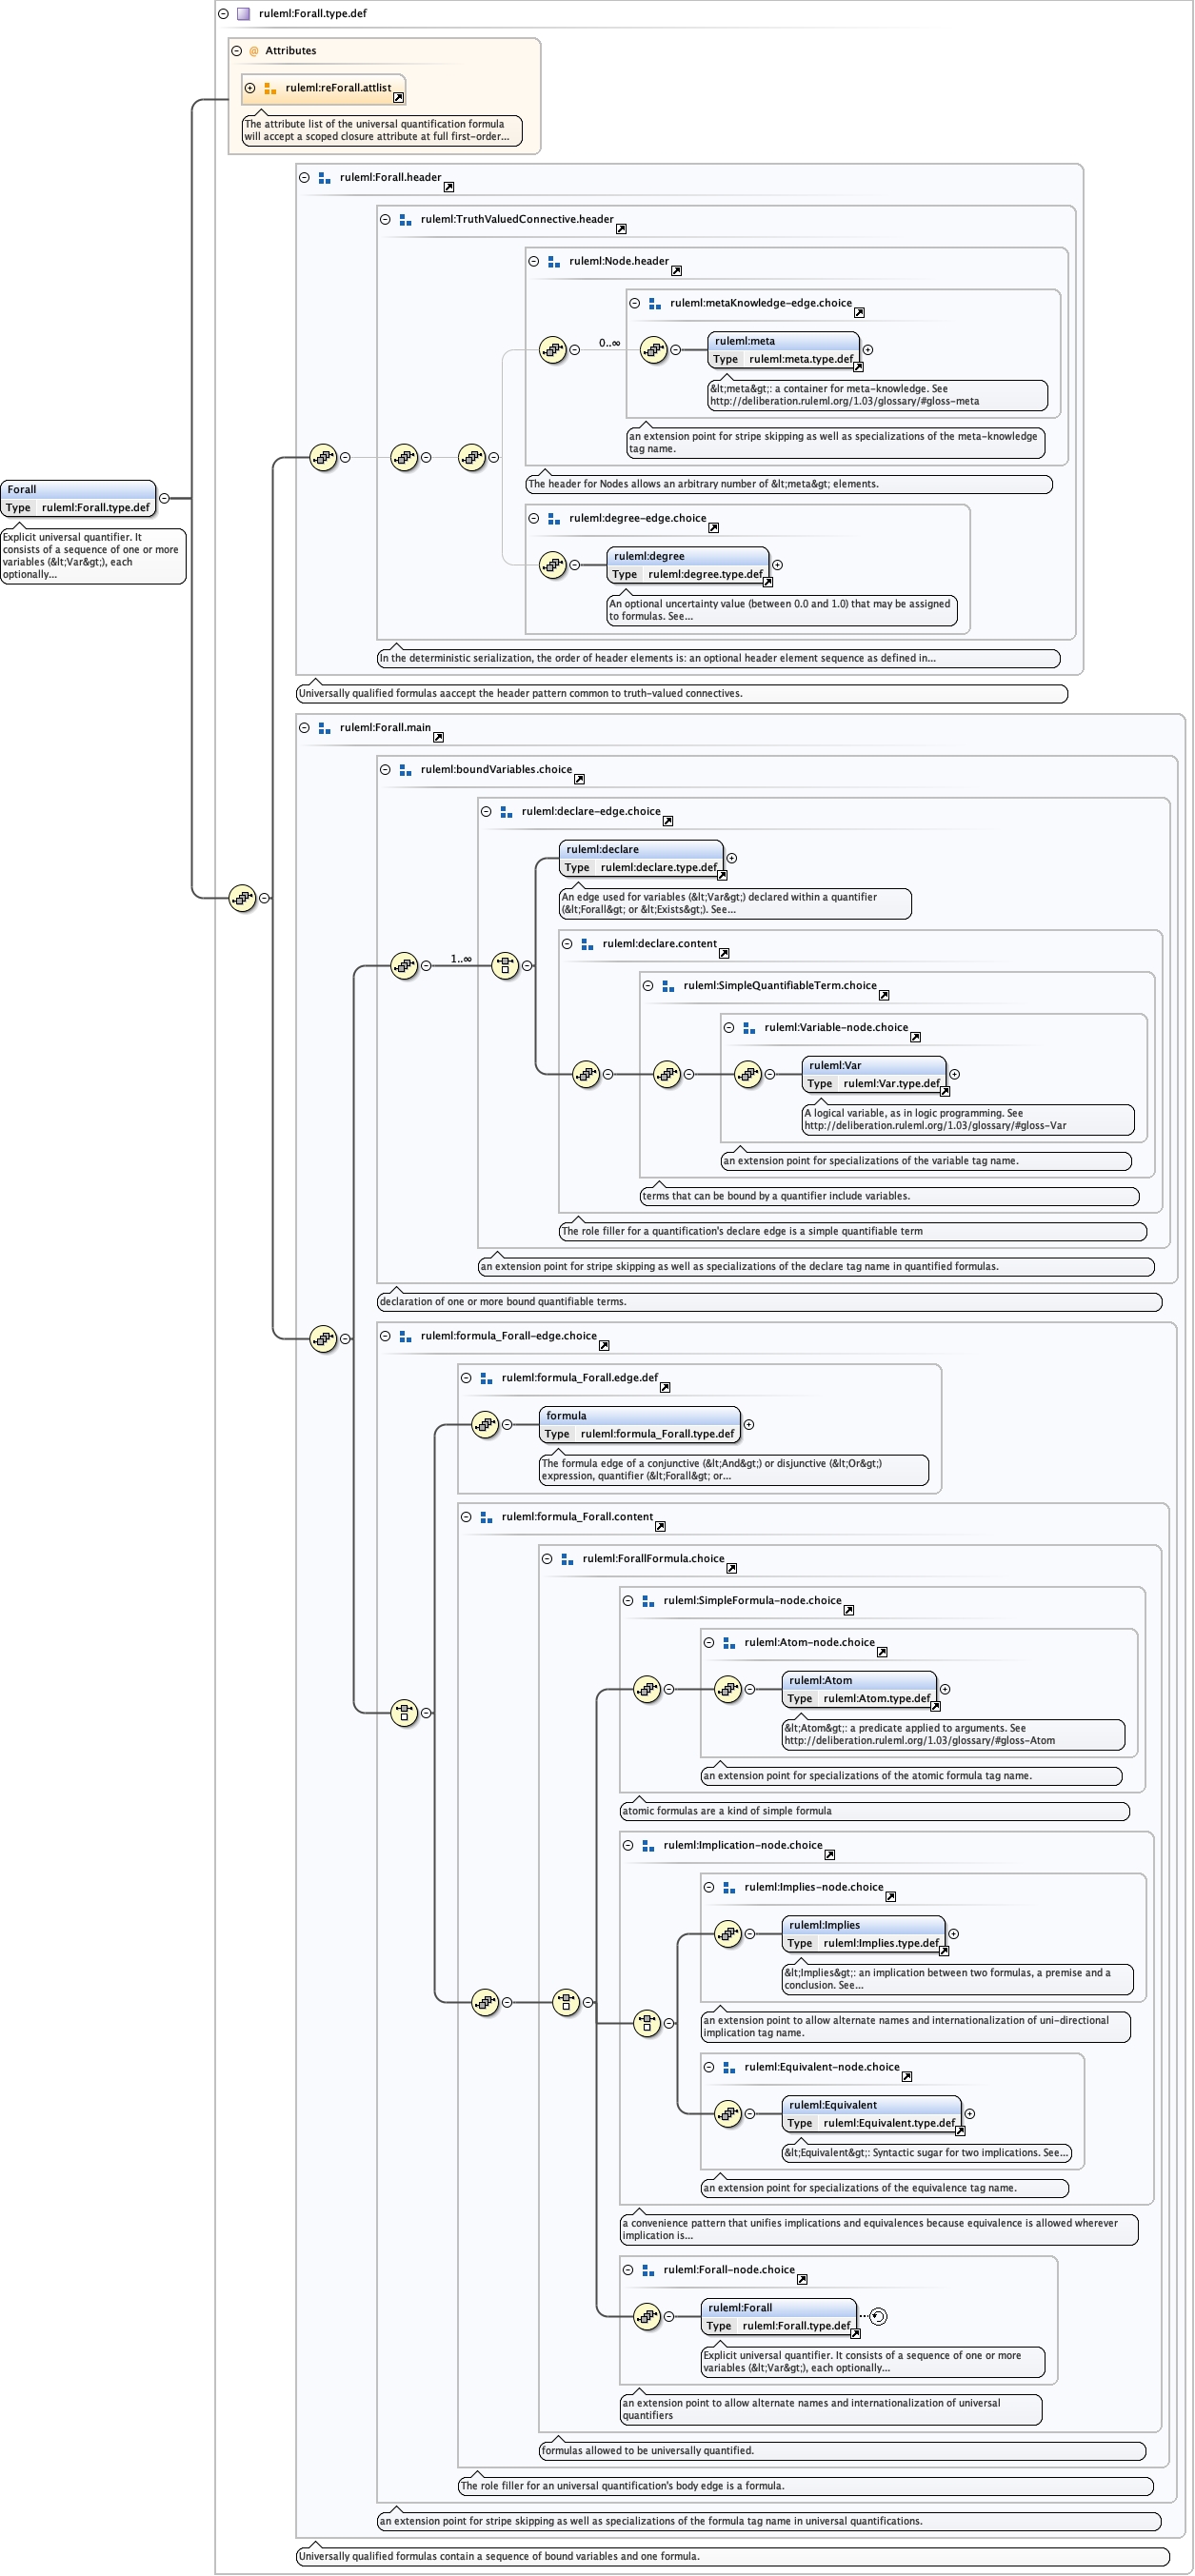 ruleml:Forall.type.def
@ Attributes
ruleml:reForall.attlist
The attribute list of the universal quantification formula
will accept a scoped closure attribute at full first-order...
ruleml:Forall.header
ruleml:TruthValuedConnective.header
ruleml:Node.header
ruleml:metaKnowledge-edge.choice
0..∞
ruleml:meta
Type ruleml:meta.type.def
&lt;meta&gt;: a container for meta-knowledge. See
http://deliberation.ruleml.org/1.03/glossary/#gloss-meta
an extension point for stripe skipping as well as specializations of the meta-knowledge
tag name.
The header for Nodes allows an arbitrary number of &lt;meta&gt; elements.
Forall
Type ruleml:Forall.type.def
Explicit universal quantifier. It
consists of a sequence of one or more
variables (&lt;Var&gt;), each
optionally...
ruleml:degree-edge.choice
ruleml:degree
Type ruleml:degree.type.def
An optional uncertainty value (between 0.0 and 1.0) that may be assigned
to formulas. See...
In the deterministic serialization, the order of header elements is: an optional header element sequence as defined in...
Universally qualified formulas aaccept the header pattern common to truth-valued connectives.
ruleml:Forall.main
ruleml:boundVariables.choice
ruleml:declare-edge.choice
ruleml:declare
Type ruleml:declare.type.def
An edge used for variables (&lt;Var&gt;) declared within a quantifier
(&lt;Forall&gt; or &lt;Exists&gt;). See...
ruleml:declare.content
1..∞
ruleml:SimpleQuantifiableTerm.choice
ruleml:Variable-node.choice
ruleml:Var
Type ruleml:Var.type.def
A logical variable, as in logic programming. See
http://deliberation.ruleml.org/1.03/glossary/#gloss-Var
an extension point for specializations of the variable tag name.
terms that can be bound by a quantifier include variables.
The role filler for a quantification's declare edge is a simple quantifiable term
an extension point for stripe skipping as well as specializations of the declare tag name in quantified formulas.
declaration of one or more bound quantifiable terms.
ruleml:formula_Forall-edge.choice
ruleml:formula_Forall.edge.def
formula
Type ruleml:formula_Forall.type.def
The formula edge of a conjunctive (&lt;And&gt;) or disjunctive (&lt;Or&gt;)
expression, quantifier (&lt;Forall&gt; or...
ruleml:formula_Forall.content
ruleml:ForallFormula.choice
ruleml:SimpleFormula-node.choice
ruleml:Atom-node.choice
ruleml:Atom
Type ruleml:Atom.type.def
&lt;Atom&gt;: a predicate applied to arguments. See
http://deliberation.ruleml.org/1.03/glossary/#gloss-Atom
an extension point for specializations of the atomic formula tag name.
atomic formulas are a kind of simple formula
ruleml:Implication-node.choice
ruleml:Implies-node.choice
ruleml:Implies
Type ruleml:Implies.type.def
&lt;Implies&gt;: an implication between two formulas, a premise and a
conclusion. See...
an extension point to allow alternate names and internationalization of uni-directional
implication tag name.
ruleml:Equivalent-node.choice
ruleml:Equivalent
Type ruleml:Equivalent.type.def
&lt;Equivalent&gt;: Syntactic sugar for two implications. See...
an extension point for specializations of the equivalence tag name.
a convenience pattern that unifies implications and equivalences because equivalence is allowed wherever
implication is...
ruleml:Forall-node.choice
ruleml:Forall
Type ruleml:Forall.type.def
Explicit universal quantifier. It consists of a sequence of one or more
variables (&lt;Var&gt;), each optionally...
an extension point to allow alternate names and internationalization of universal
quantifiers
formulas allowed to be universally quantified.
The role filler for an universal quantification's body edge is a formula.
an extension point for stripe skipping as well as specializations of the formula tag name in universal quantifications.
Universally qualified formulas contain a sequence of bound variables and one formula.